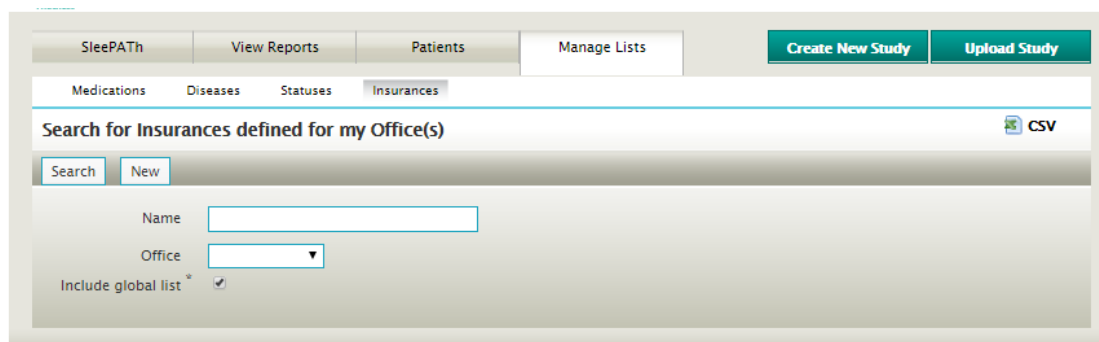 SleePATh View Reports Patients Manage Lists Create New Study Upload Study
Medications Diseases Statuses Insurances
Search for Insurances defined for my Office(s) CSV
Search New
Name
Office
Include global list *